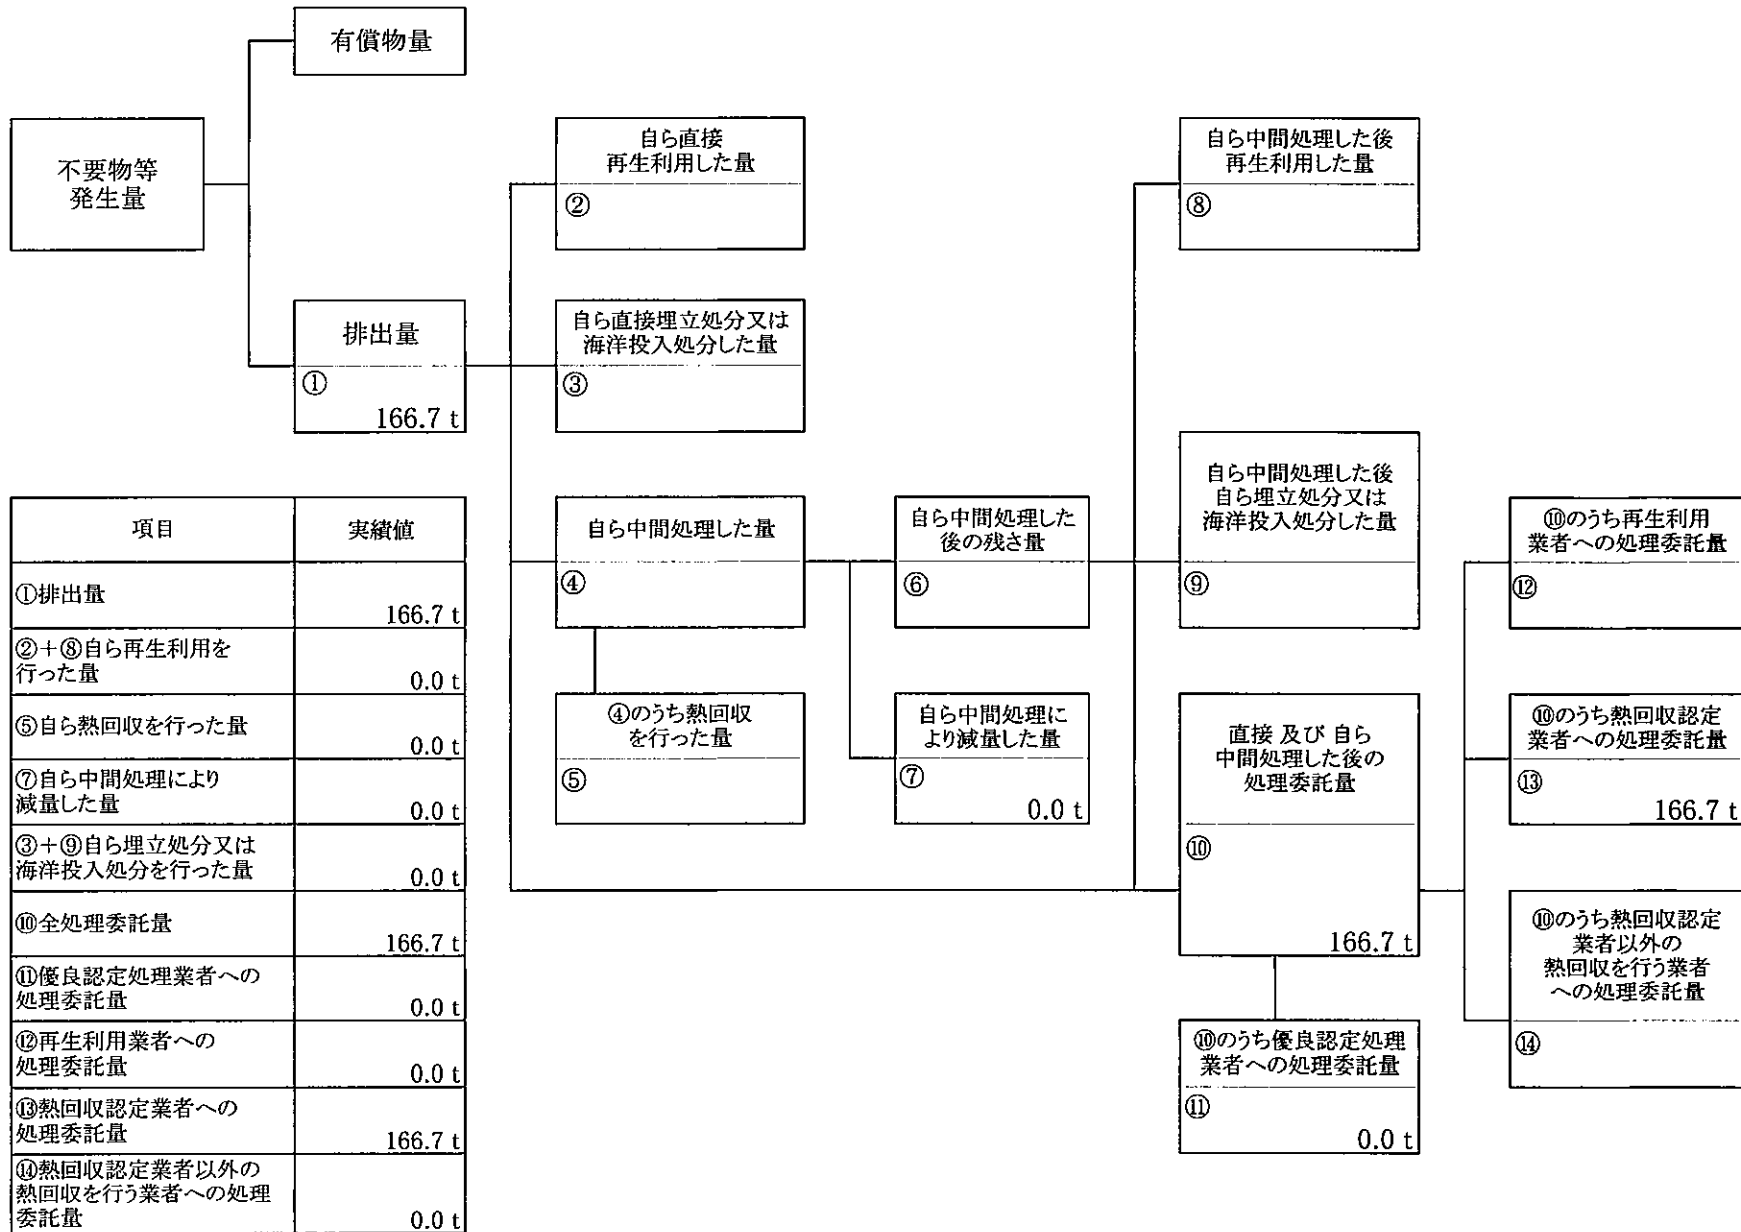 有償物量
不要物等
発生量
自ら直接
再生利用した量
②
自ら中間処理した後
再生利用した量
⑧
排出量
①
166.7 t
自ら直接埋立処分又は
海洋投入処分した量
③
自ら中間処理した量
④
自ら中間処理した
後の残さ量
⑥
自ら中間処理した後
自ら埋立処分又は
海洋投入処分した量
⑨
⑩のうち再生利用
業者への処理委託量
⑫
④のうち熱回収
を行った量
⑤
自ら中間処理に
より減量した量
⑦
0.0 t
直接 及び 自ら
中間処理した後の
処理委託量
⑩
166.7 t
⑩のうち熱回収認定
業者への処理委託量
⑬
166.7 t
⑩のうち熱回収認定
業者以外の
熱回収を行う業者
への処理委託量
⑭
⑩のうち優良認定処理
業者への処理委託量
⑪
0.0 t
項目 実績値
①排出量
166.7 t
②+⑧自ら再生利用を
行った量
0.0 t
⑤自ら熱回収を行った量
0.0 t
⑦自ら中間処理により
減量した量
0.0 t
③+⑨自ら埋立処分又は
海洋投入処分を行った量
0.0 t
⑩全処理委託量
166.7 t
⑪優良認定処理業者への
処理委託量
0.0 t
⑫再生利用業者への
処理委託量
0.0 t
⑬熱回収認定業者への
処理委託量
166.7 t
⑭熱回収認定業者以外の
熱回収を行う業者への処理
委託量
0.0 t